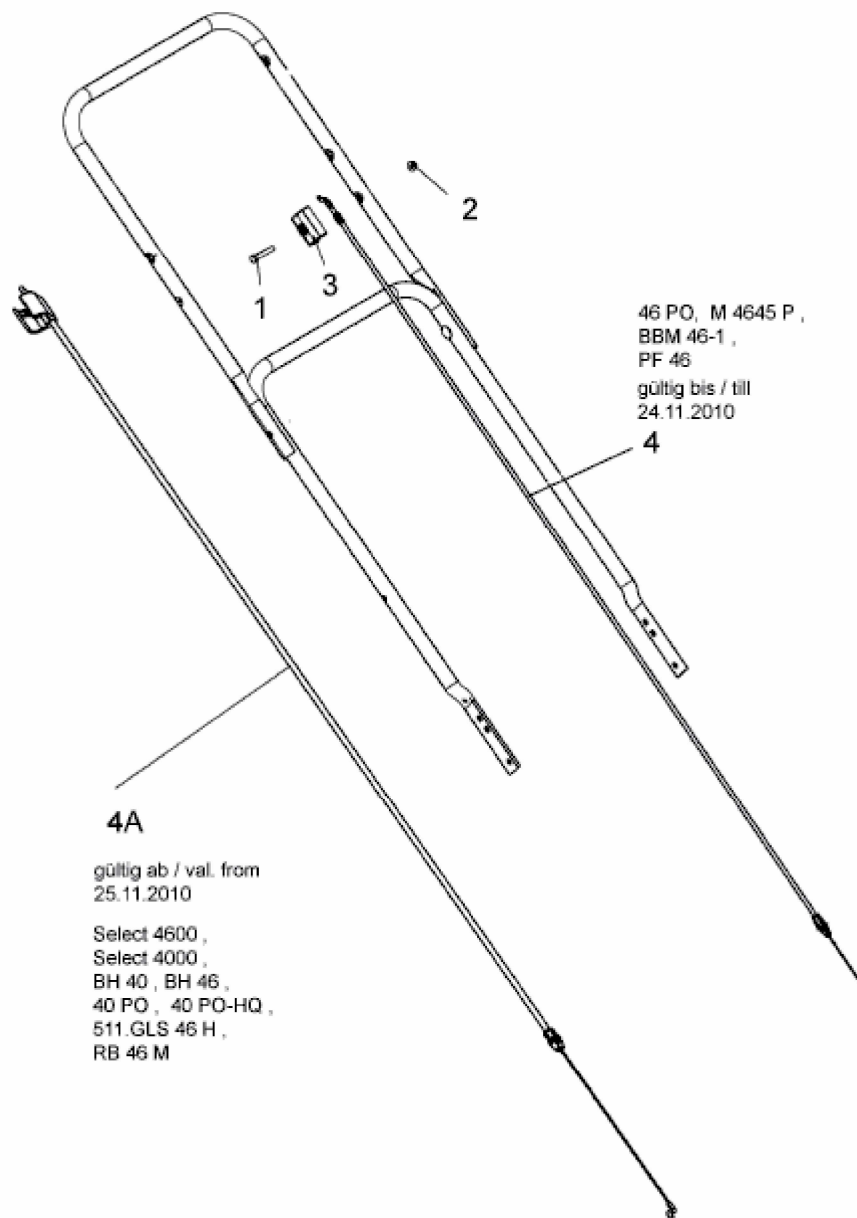 2
1
3
46 PO, M 4645 P ,
BBM 46-1 ,
PF 46
gültig bis / till
24.11.2010
4
4A
gültig ab / val. from
25.11.2010
Select 4600 ,
Select 4000 ,
BH 40 , BH 46 ,
40 PO , 40 PO-HQ ,
511.GLS 46 H ,
RB 46 M